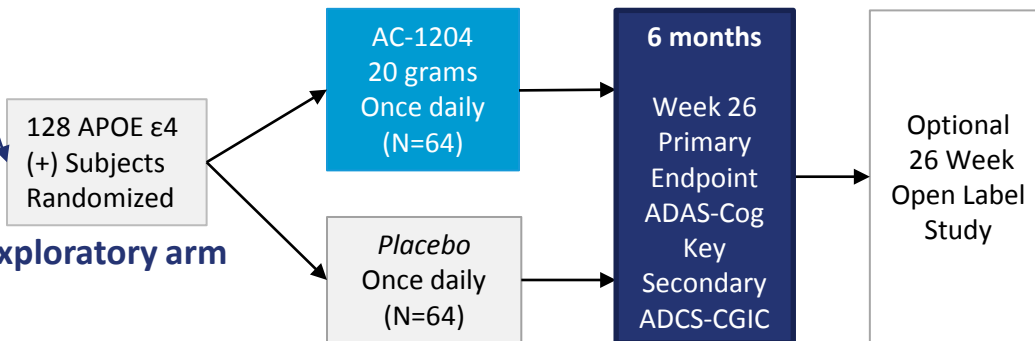 128 APOE ε4
(+) Subjects
Randomized
xploratory arm
AC-1204
20 grams
Once daily
(N=64)
Placebo
Once daily
(N=64)
6 months
Week 26
Primary
Endpoint
ADAS-Cog
Key
Secondary
ADCS-CGIC
Optional
26 Week
Open Label
Study